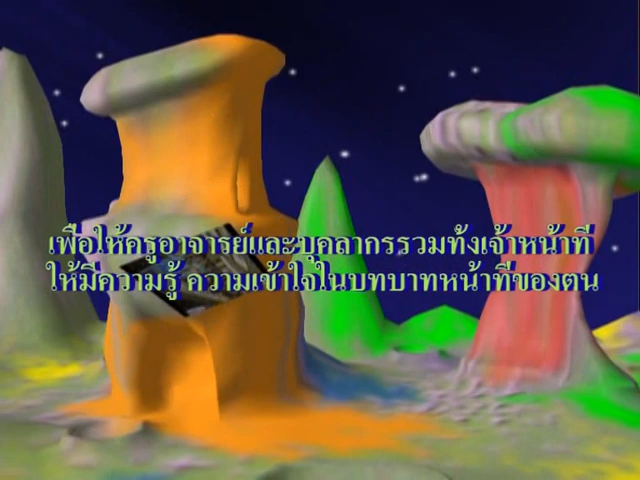 เพื่อให้ครูอาจารย์และบุคลากรรวมทั้งเจ้าหน้าที่
ให้มีความรู้ ความเข้าใจในบทบาทหน้าที่ของตน